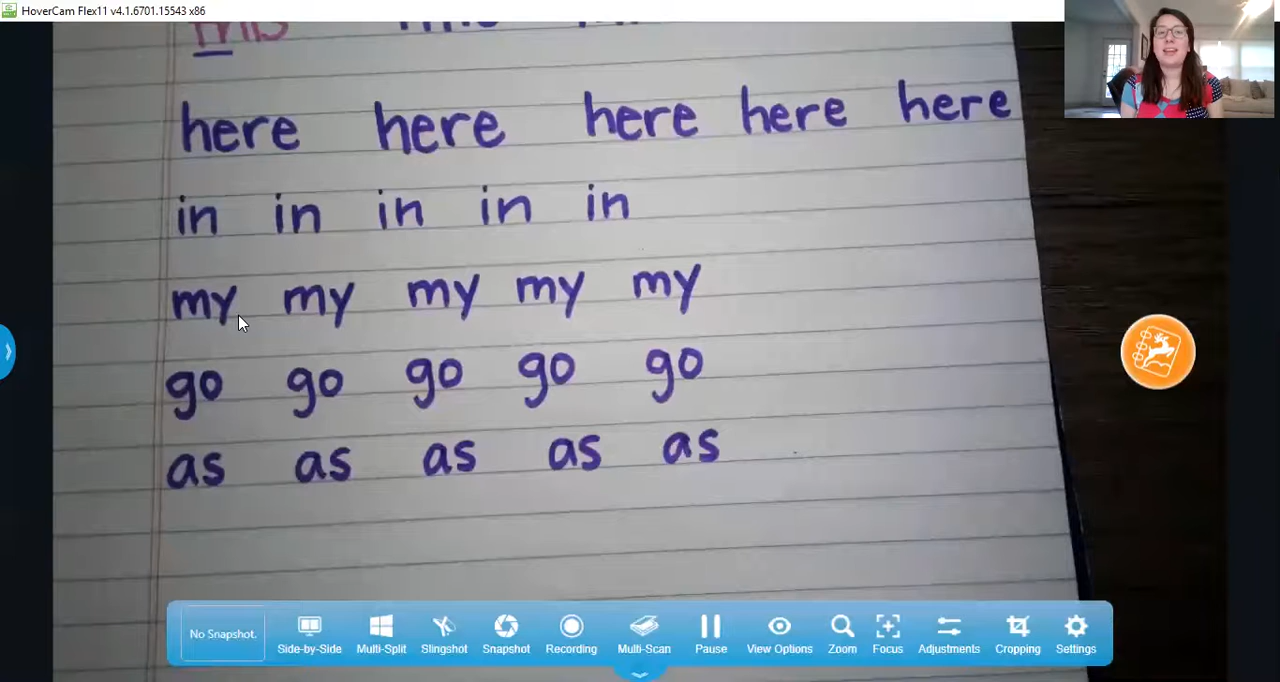 HoverCam Flex11 v4.1.6701.15543 x86
this this
here here here here here
in in in in in
my my my my my
go go go go go
as as as as as
No Snapshot.
Side-by-Side Multi-Split Slingshot Snapshot Recording Multi-Scan Pause View Options Zoom Focus Adjustments Cropping Settings